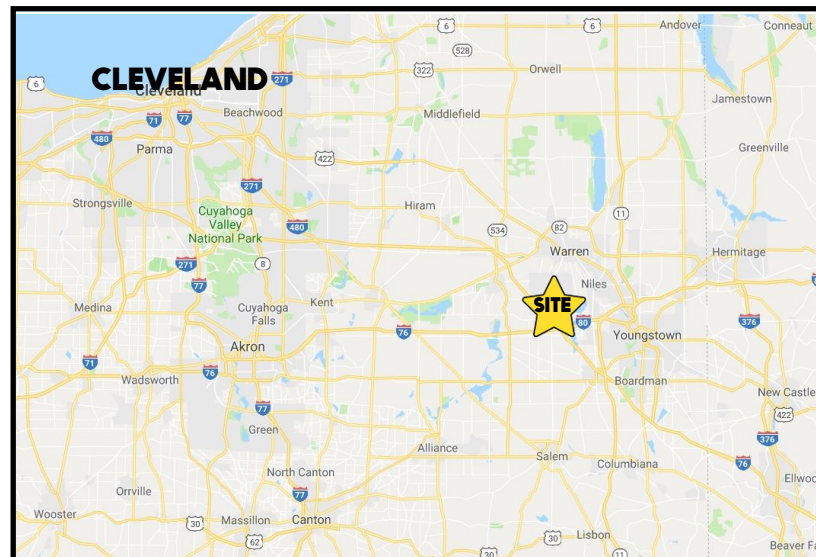 6
6
Andover
Conneaut
528
322
Orwell
CLEVELAND
Cleveland
271
6
Jamestown
71
77
Beachwood
Middlefield
480
Parma
422
Greenville
271
Strongsville
Cuyahoga
Valley
National Park
Hiram
11
480
534
82
Warren
Hermitage
271
8
77
Niles
Medina
Cuyahoga
Falls
Kent
SITE
80
376
76
Youngstown
Akron
71
76
Wadsworth
Boardman
77
New Castle
422
Green
376
Alliance
Salem
Columbiana
76
North Canton
77
Ellwo
Orrville
Wooster
30
Massillon
Canton
62
30
30
Lisbon
11
Beaver Fa